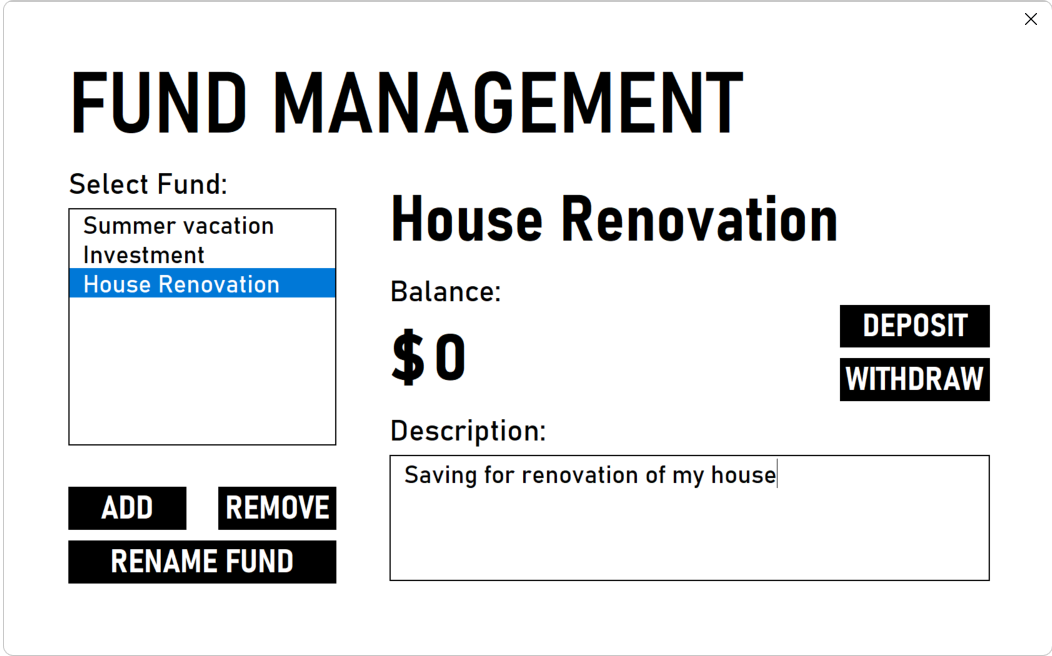 FUND MANAGEMENT
Select Fund:
Summer vacation
Investment
House Renovation
ADD
REMOVE
RENAME FUND
House Renovation
Balance:
$0
DEPOSIT
WITHDRAW
Description:
Saving for renovation of my house